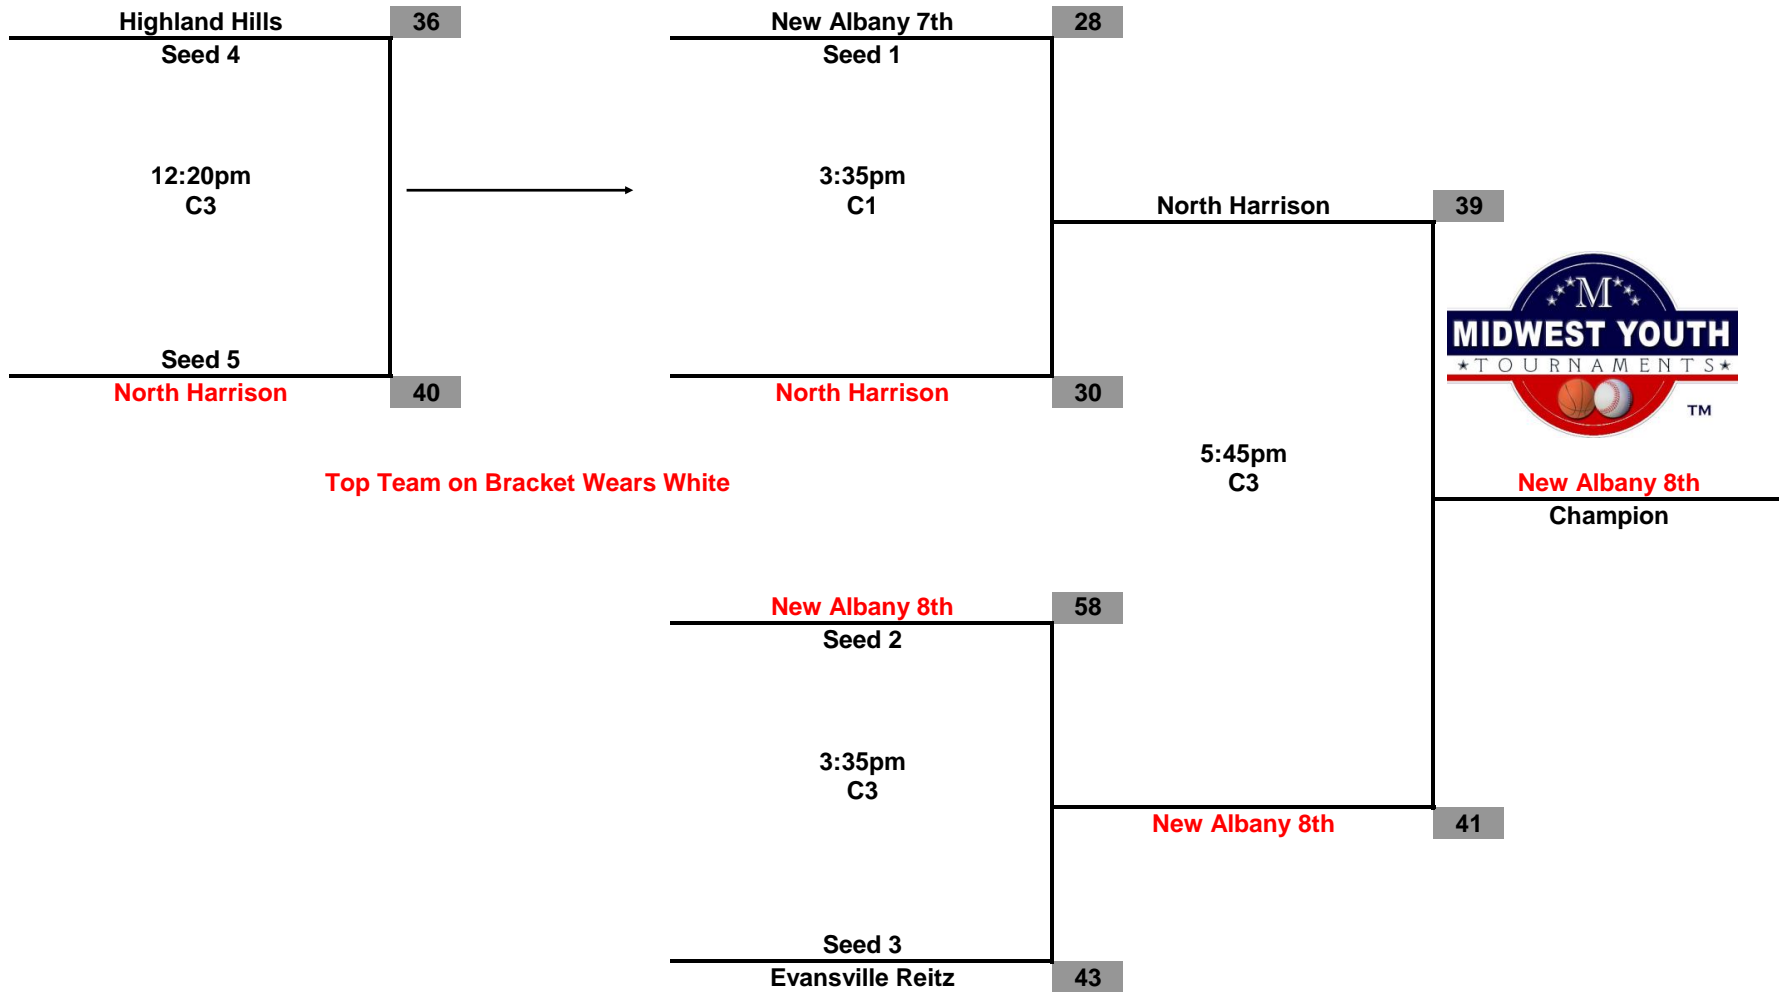 Highland Hills 36
Seed 4
12:20pm
C3
Seed 5
North Harrison 40
New Albany 7th 28
Seed 1
3:35pm
C1
North Harrison 30
North Harrison 39
M
MIDWEST YOUTH
TOURNAMENTS
TM
5:45pm
C3
Top Team on Bracket Wears White
New Albany 8th
Champion
New Albany 8th 58
Seed 2
3:35pm
C3
New Albany 8th 41
Seed 3
Evansville Reitz 43